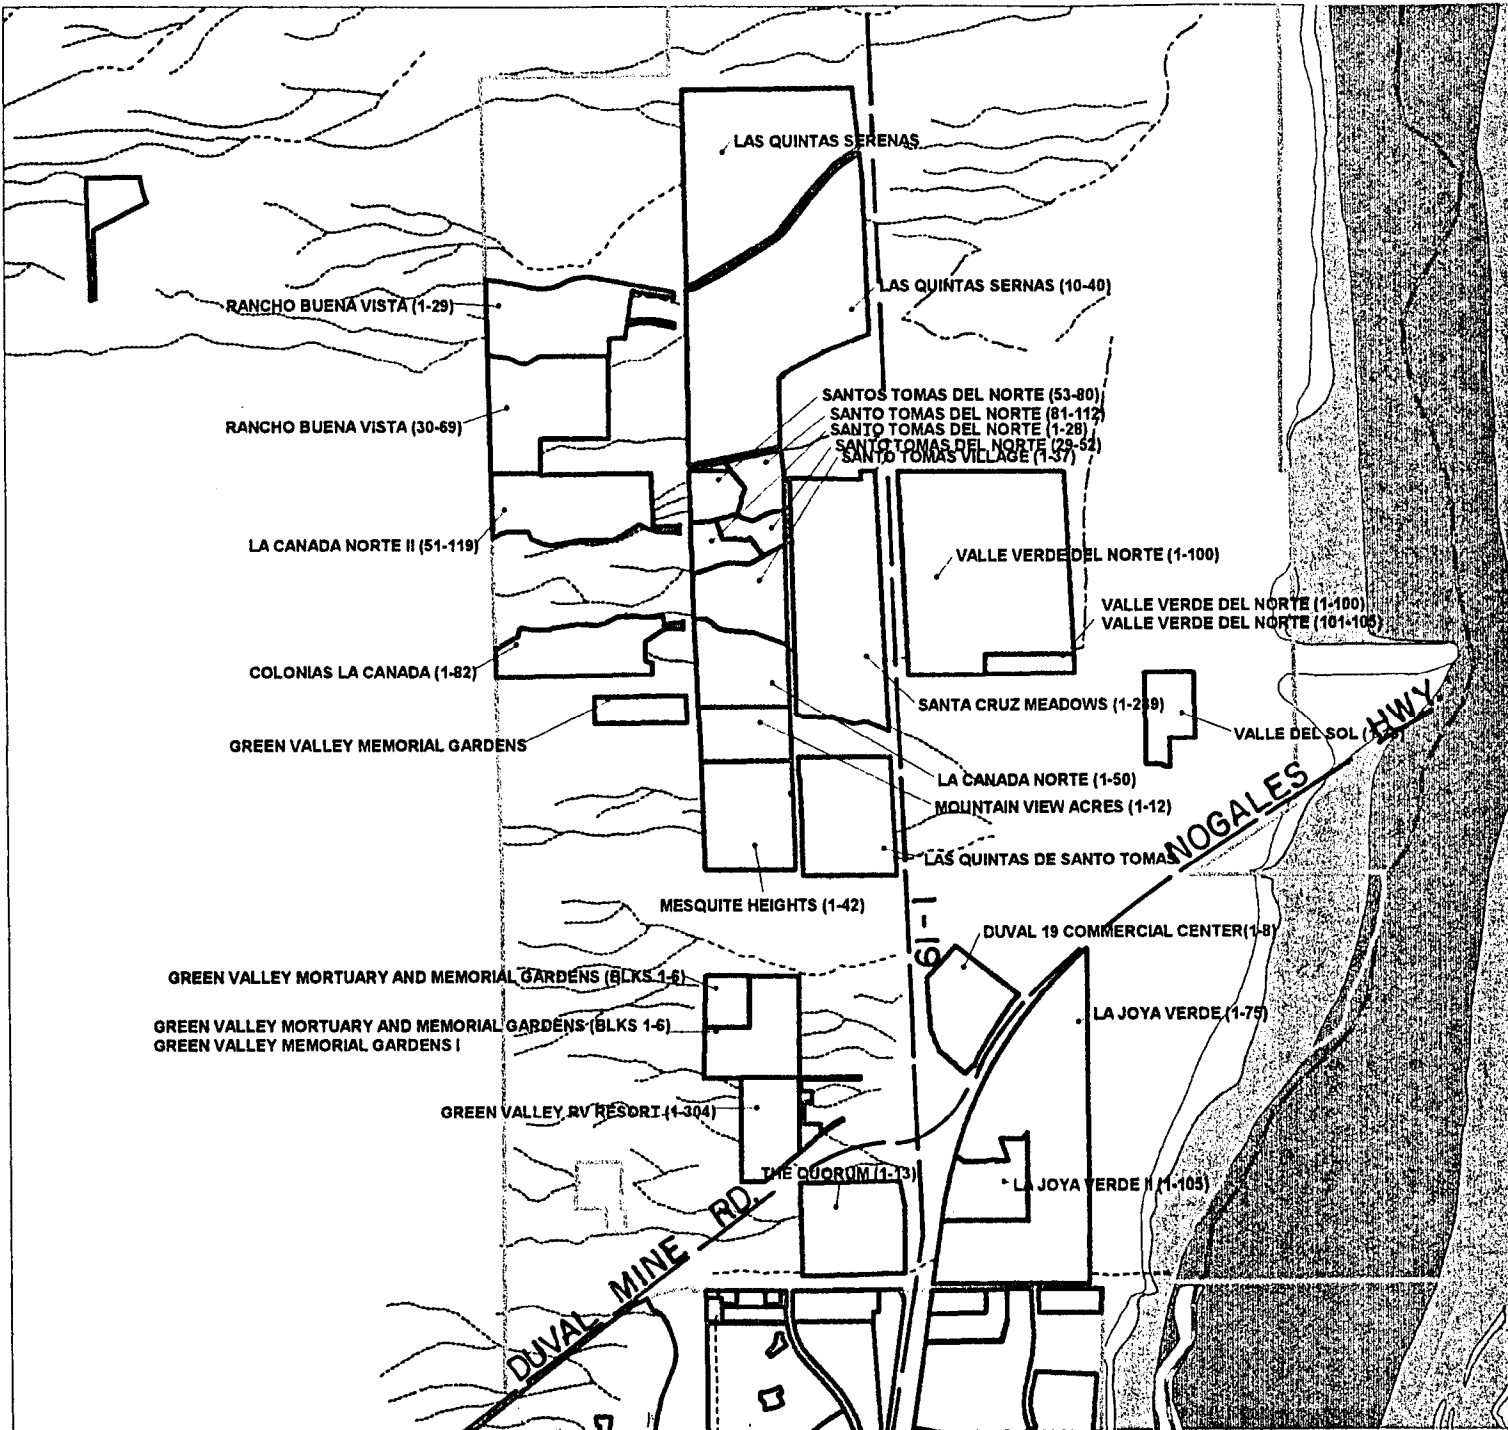 LAS QUINTAS SERENAS
LAS QUINTAS SERNAS (10-40)
RANCHO BUENA VISTA (1-29)
SANTOS TOMAS DEL NORTE (53-80)
SANTO TOMAS DEL NORTE (81-112)
RANCHO BUENA VISTA (30-69)
SANTO TOMAS DEL NORTE (1-28)
SANTO TOMAS DEL NORTE (29-52)
SANTO TOMAS VILLAGE (1-37)
LA CANADA NORTE II (51-119)
VALLE VERDE DEL NORTE (1-100)
VALLE VERDE DEL NORTE (1-100)
VALLE VERDE DEL NORTE (101-105)
COLONIAS LA CANADA (1-82)
SANTA CRUZ MEADOWS (1-289)
VALLE DEL SOL
GREEN VALLEY MEMORIAL GARDENS
LA CANADA NORTE (1-50)
MOUNTAIN VIEW ACRES (1-12)
NOGALES HWY.
LAS QUINTAS DE SANTO TOMAS
MESQUITE HEIGHTS (1-42)
I-19
DUVAL 19 COMMERCIAL CENTER(1-8)
GREEN VALLEY MORTUARY AND MEMORIAL GARDENS (BLKS 1-6)
LA JOYA VERDE (1-75)
GREEN VALLEY MORTUARY AND MEMORIAL GARDENS (BLKS 1-6)
GREEN VALLEY MEMORIAL GARDENS I
GREEN VALLEY RV RESORT (1-304)
THE QUORUM (1-13)
LA JOYA VERDE II (1-105)
DUVAL MINE RD.